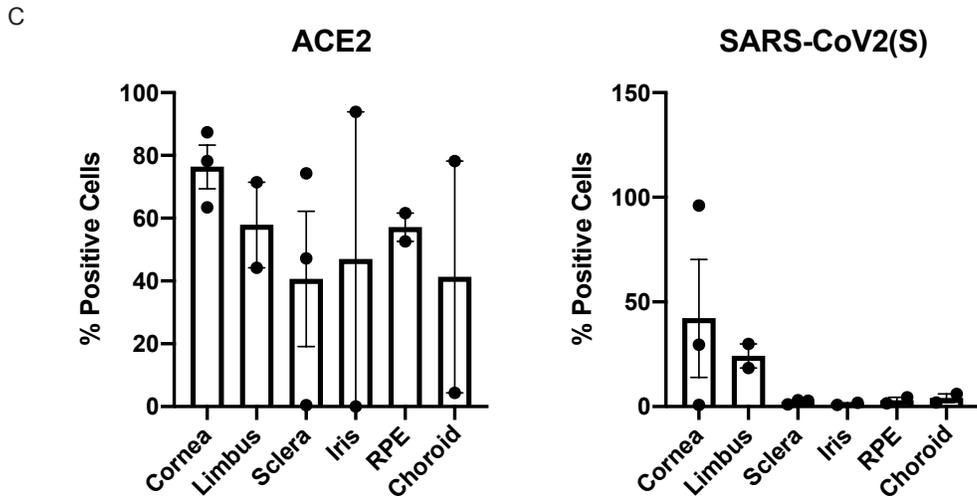 C
ACE2
% Positive Cells
100
80
60
40
20
0
Cornea
Limbus
Sclera
Iris
RPE
Choroid
SARS-CoV2(S)
% Positive Cells
150
100
50
0
Cornea
Limbus
Sclera
Iris
RPE
Choroid